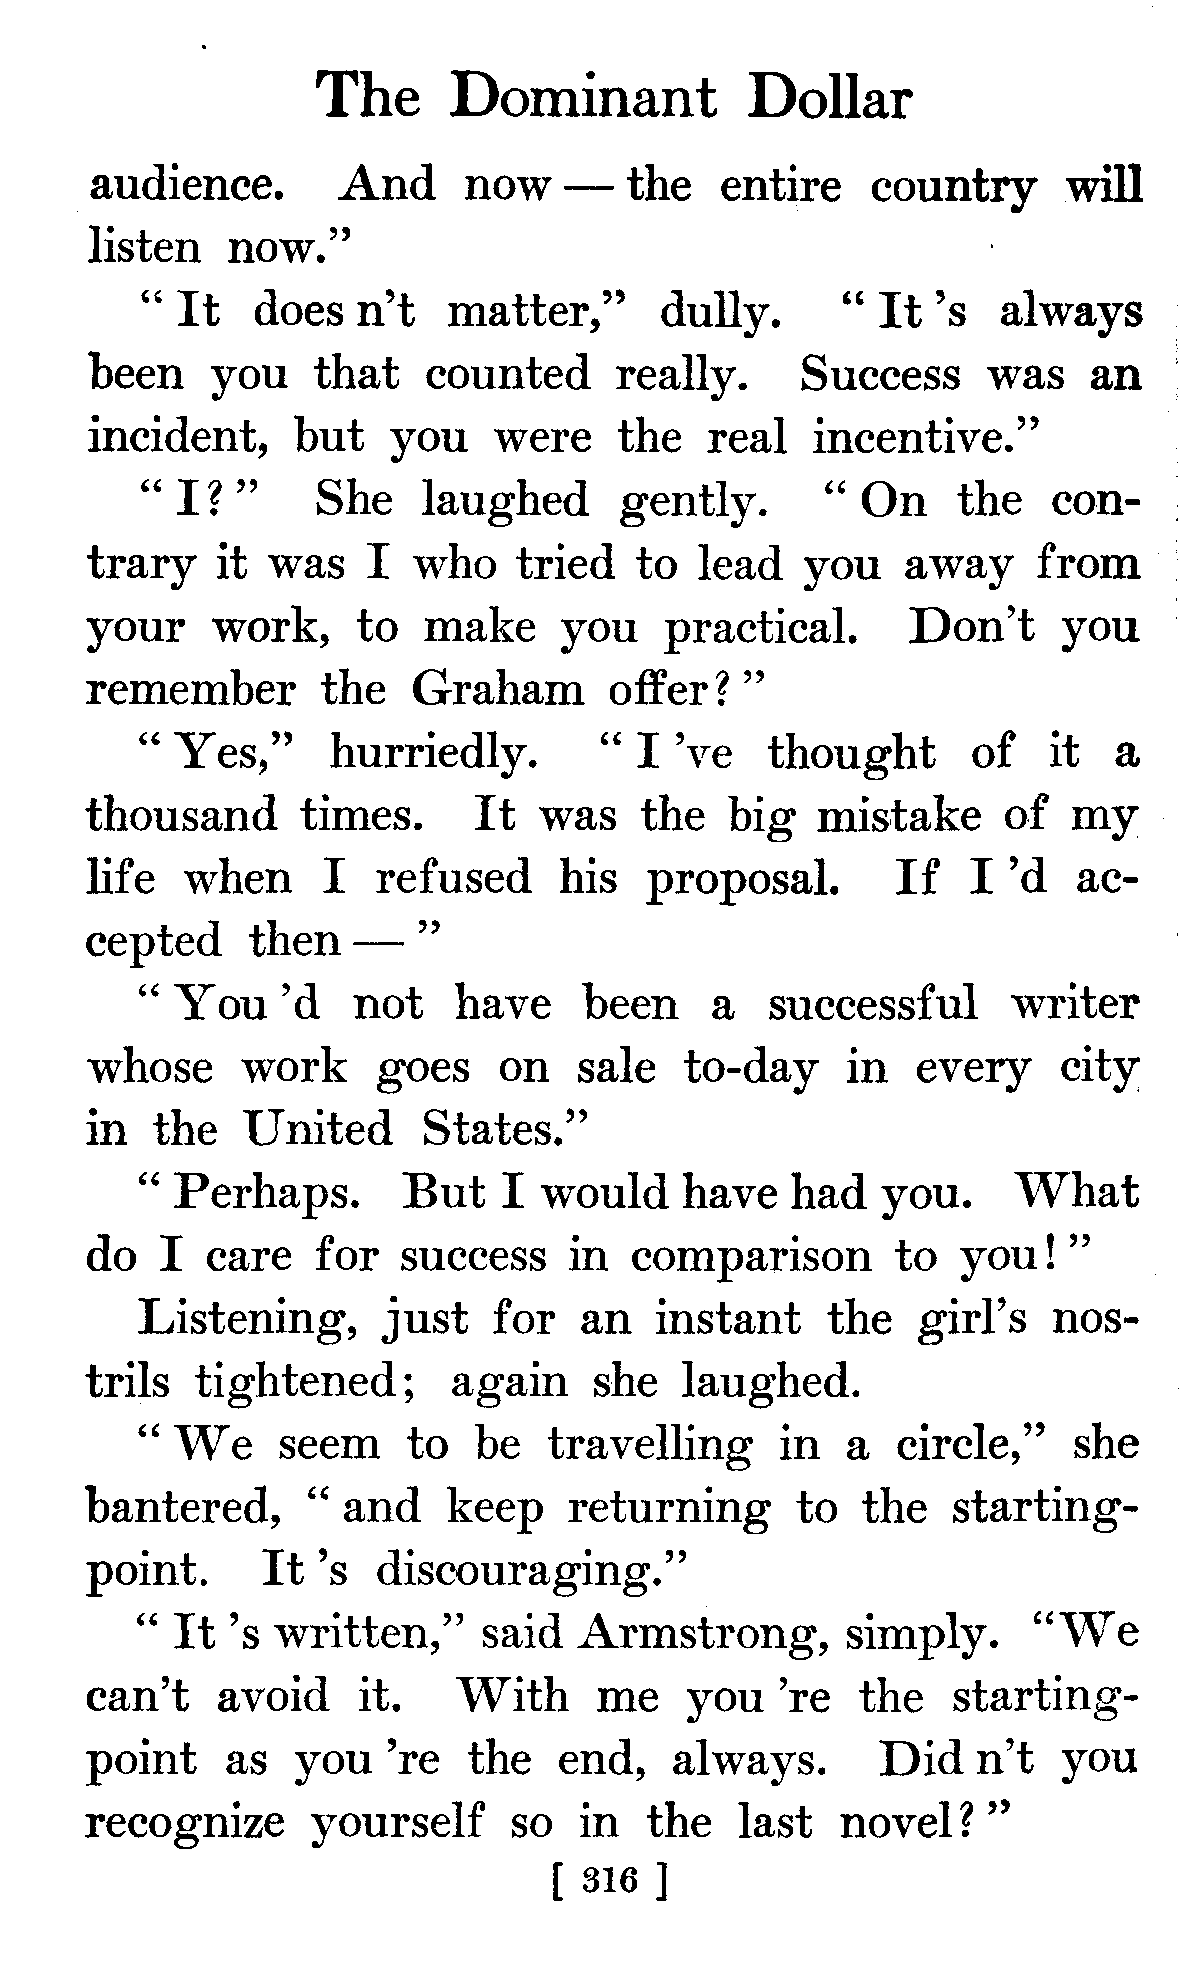 The Dominant Dollar
audience. And now — the entire country will
listen now."
" It does n't matter," dully. " It 's always
been you that counted really. Success was an
incident, but you were the real incentive."
" I? " She laughed gently. " On the con-
trary it was I who tried to lead you away from
your work, to make you practical. Don't you
remember the Graham offer? "
" Yes," hurriedly. " I 've thought of it a
thousand times. It was the big mistake of my
life when I refused his proposal. If I 'd ac-
cepted then — "
" You 'd not have been a successful writer
whose work goes on sale to-day in every city
in the United States."
" Perhaps. But I would have had you. What
do I care for success in comparison to you! "
Listening, just for an instant the girl's nos-
trils tightened; again she laughed.
" We seem to be travelling in a circle," she
bantered, " and keep returning to the starting-
point. It 's discouraging."
" It 's written," said Armstrong, simply. "We
can't avoid it. With me you 're the starting-
point as you 're the end, always. Did n't you
recognize yourself so in the last novel? "
[ 316 ]